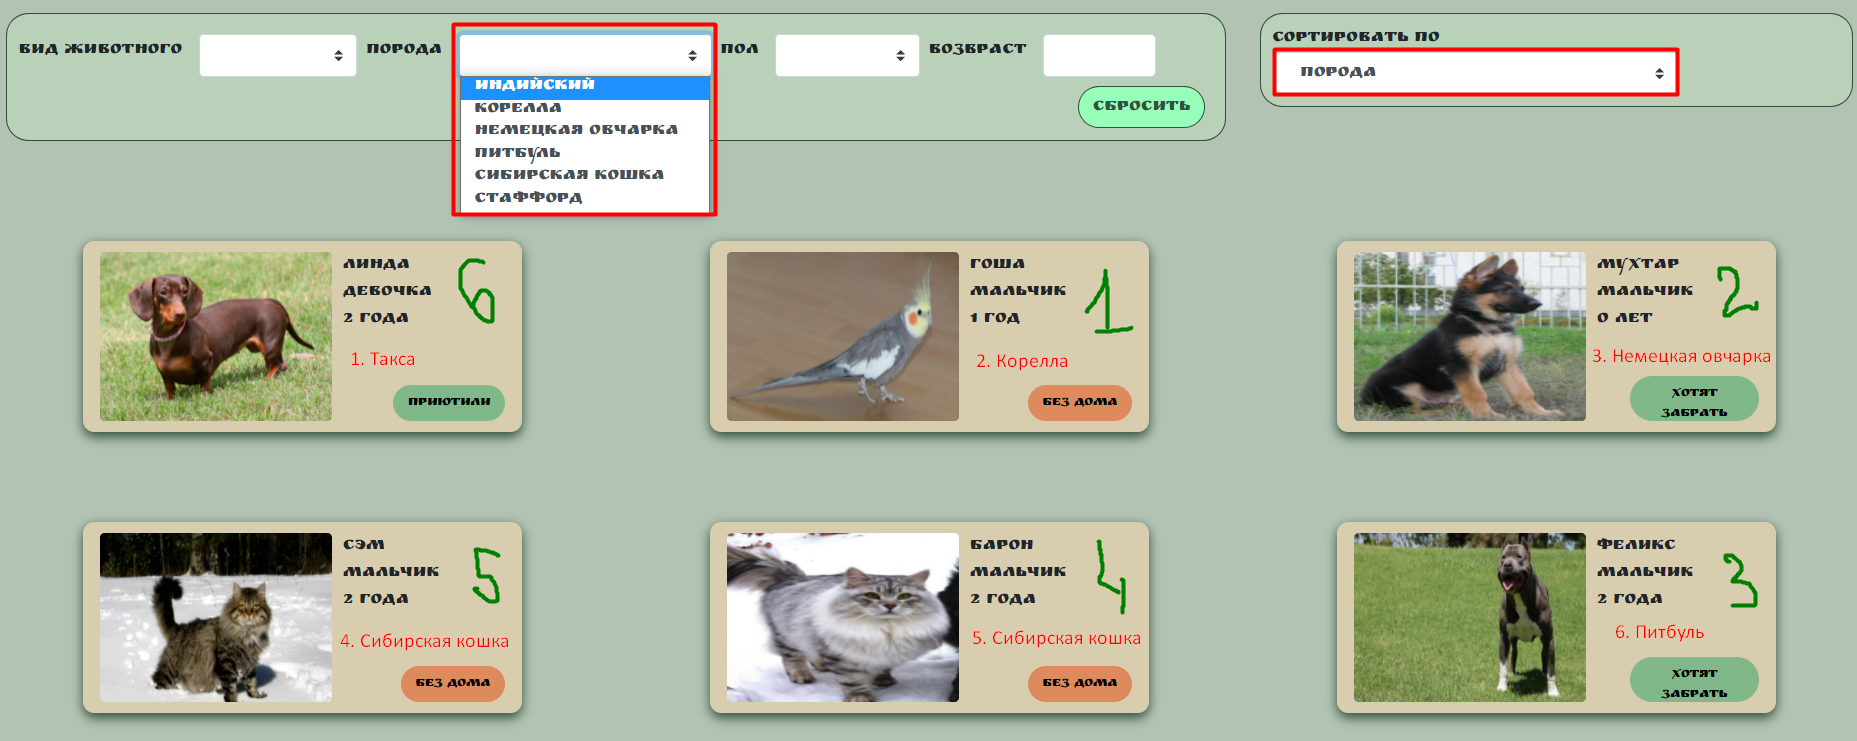 ВИД ЖИВОТНОГО
ПОРОДА
ПОЛ
ВОЗВРАСТ
СБРОСИТЬ
ИНДИЙСКИЙ
КОРЕЛЛА
НЕМЕЦКАЯ ОВЧАРКА
ПИТБУЛЬ
СИБИРСКАЯ КОШКА
СТАФФОРД
СОРТИРОВАТЬ ПО
ПОРОДА
ЛИНДА
ДЕВОЧКА
2 ГОДА
6
1. Такса
ПРИЮТИЛИ
ГОША
МАЛЬЧИК
1 ГОД
1
2. Корелла
БЕЗ ДОМА
МУХТАР
МАЛЬЧИК
0 ЛЕТ
2
3. Немецкая овчарка
ХОТЯТ
ЗАБРАТЬ
СЭМ
МАЛЬЧИК
2 ГОДА
5
4. Сибирская кошка
БЕЗ ДОМА
БАРОН
МАЛЬЧИК
2 ГОДА
4
5. Сибирская кошка
БЕЗ ДОМА
ФЕЛИКС
МАЛЬЧИК
2 ГОДА
3
6. Питбуль
ХОТЯТ
ЗАБРАТЬ